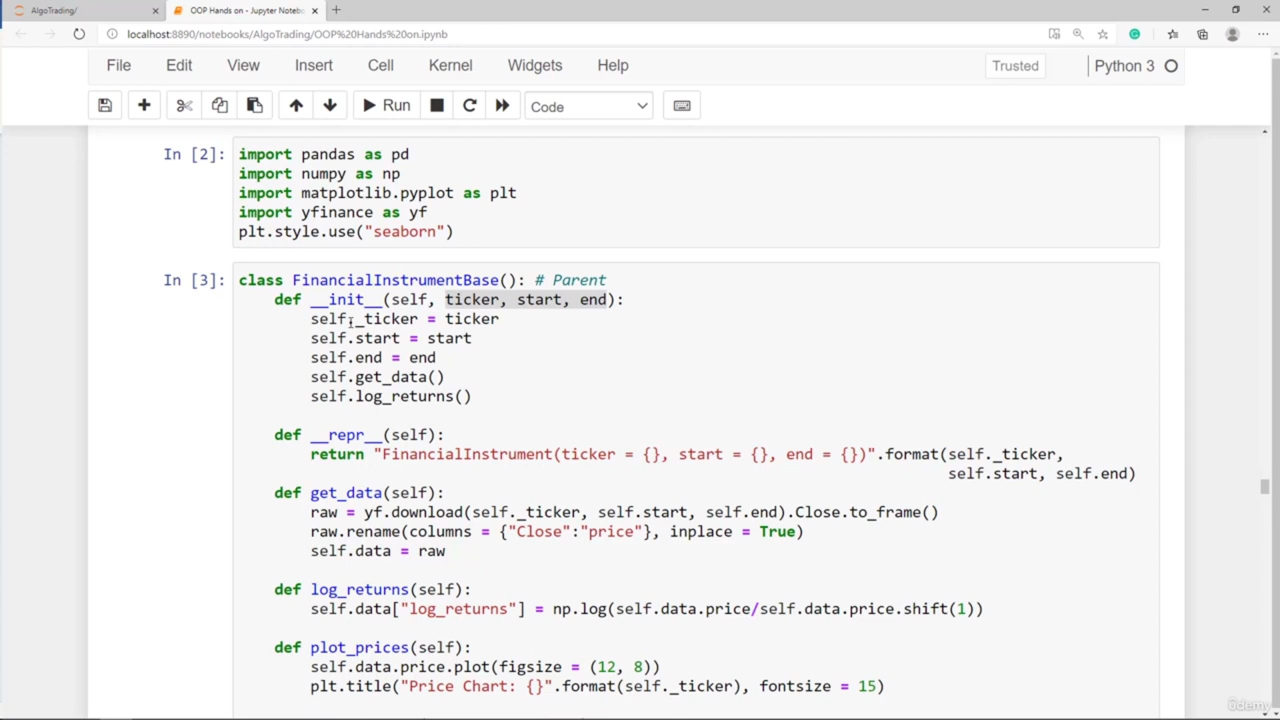 AlgoTrading/
OOP Hands on - Jupyter Notebo
localhost:8890/notebooks/AlgoTrading/OOP%20Hands%20on.ipynb
File Edit View Insert Cell Kernel Widgets Help Trusted Python 3
Run Code
In [2]: import pandas as pd
import numpy as np
import matplotlib.pyplot as plt
import yfinance as yf
plt.style.use("seaborn")
In [3]: class FinancialInstrumentBase(): # Parent
def __init__(self, ticker, start, end):
self._ticker = ticker
self.start = start
self.end = end
self.get_data()
self.log_returns()
def __repr__(self):
return "FinancialInstrument(ticker = {}, start = {}, end = {})".format(self._ticker,
self.start, self.end)
def get_data(self):
raw = yf.download(self._ticker, self.start, self.end).Close.to_frame()
raw.rename(columns = {"Close":"price"}, inplace = True)
self.data = raw
def log_returns(self):
self.data["log_returns"] = np.log(self.data.price/self.data.price.shift(1))
def plot_prices(self):
self.data.price.plot(figsize = (12, 8))
plt.title("Price Chart: {}".format(self._ticker), fontsize = 15)
Udemy